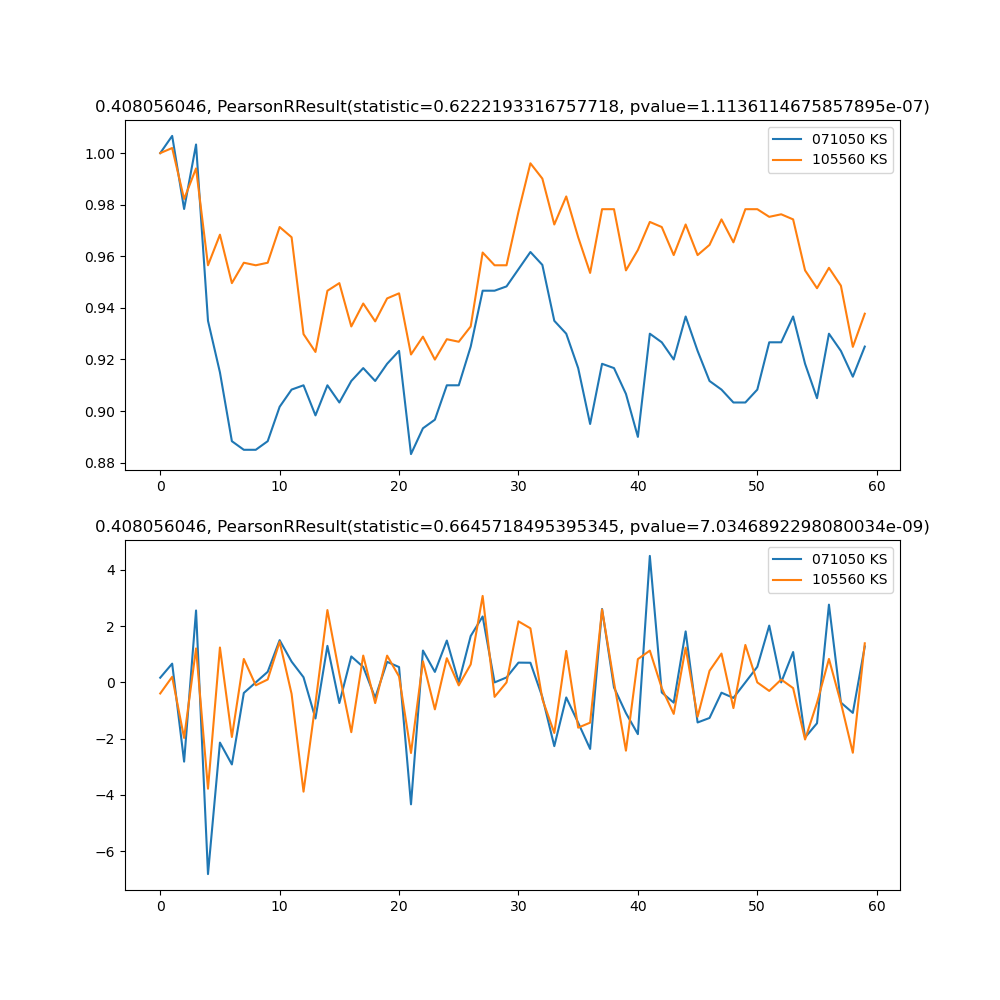 0.408056046, PearsonRResult(statistic=0.6222193316757718, pvalue=1.1136114675857895e-07)
071050 KS
105560 KS
1.00
0.98
0.96
0.94
0.92
0.90
0.88
0 10 20 30 40 50 60
0.408056046, PearsonRResult(statistic=0.6645718495395345, pvalue=7.0346892298080034e-09)
071050 KS
105560 KS
4
2
0
−2
−4
−6
0 10 20 30 40 50 60